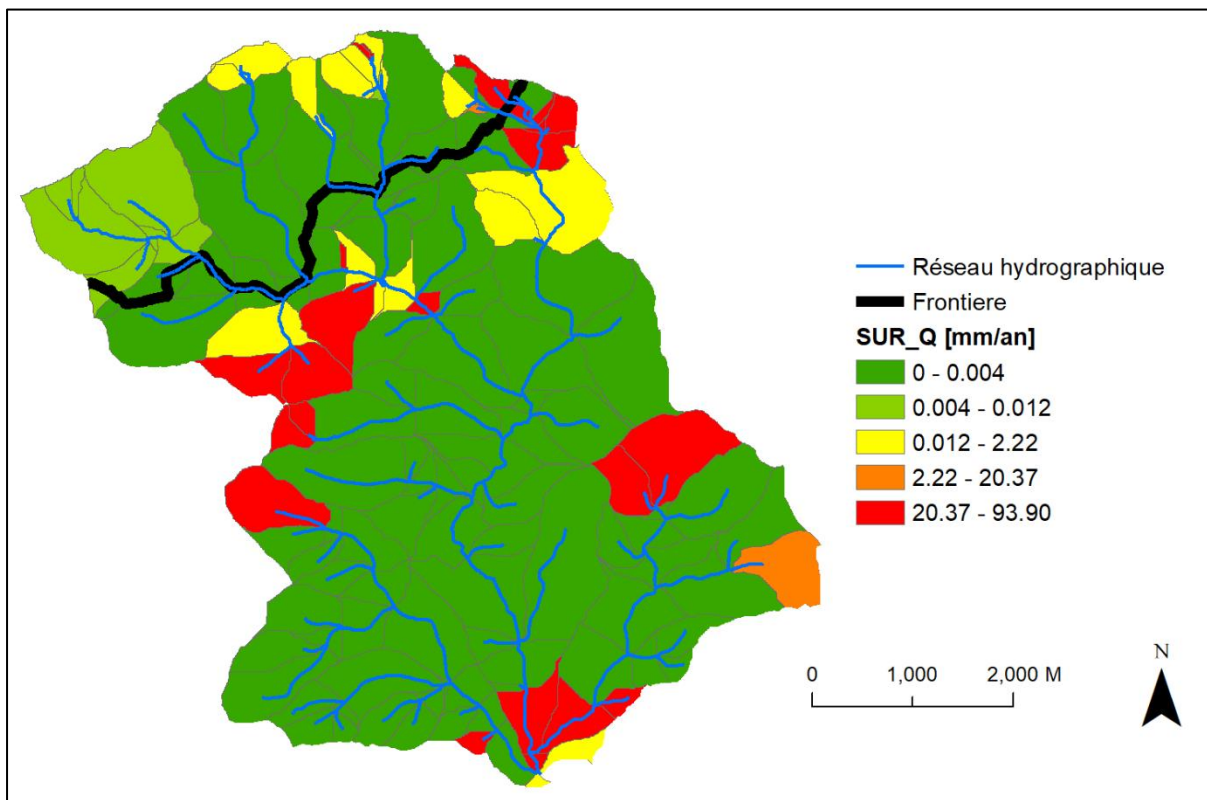 Réseau hydrographique
Frontiere
SUR_Q [mm/an]
0 - 0.004
0.004 - 0.012
0.012 - 2.22
2.22 - 20.37
20.37 - 93.90
N
0 1,000 2,000 M